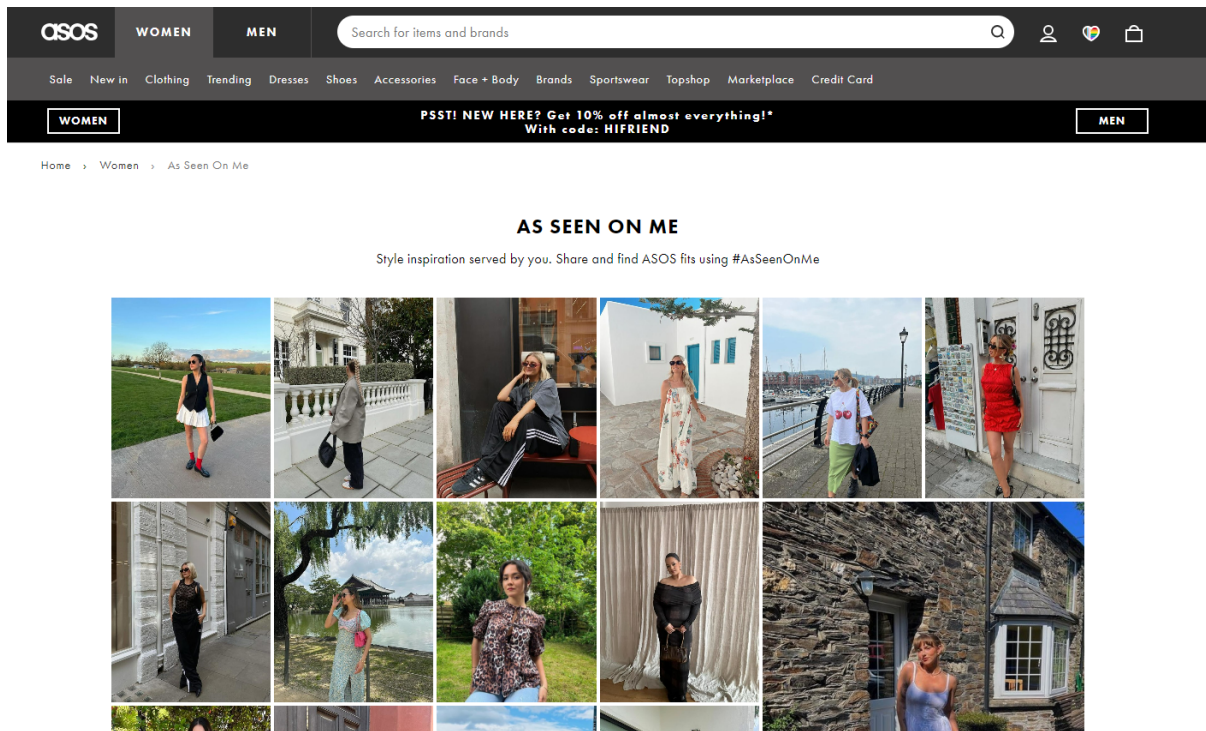 asos
WOMEN
MEN
Search for items and brands
Sale
New in
Clothing
Trending
Dresses
Shoes
Accessories
Face + Body
Brands
Sportswear
Topshop
Marketplace
Credit Card
WOMEN
PSST! NEW HERE? Get 10% off almost everything!*
With code: HIFRIEND
MEN
Home › Women › As Seen On Me
AS SEEN ON ME
Style inspiration served by you. Share and find ASOS fits using #AsSeenOnMe